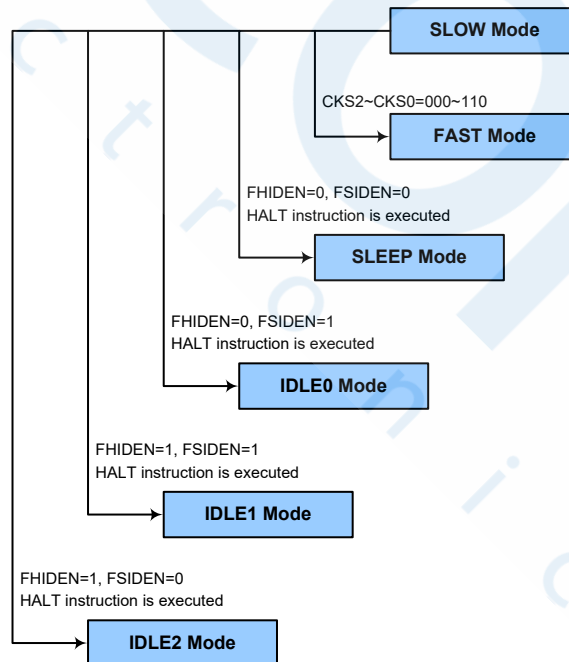 SLOW Mode
CKS2~CKS0=000~110
FAST Mode
FHIDEN=0, FSIDEN=0
HALT instruction is executed
SLEEP Mode
FHIDEN=0, FSIDEN=1
HALT instruction is executed
IDLE0 Mode
FHIDEN=1, FSIDEN=1
HALT instruction is executed
IDLE1 Mode
FHIDEN=1, FSIDEN=0
HALT instruction is executed
IDLE2 Mode
c t r o n i c